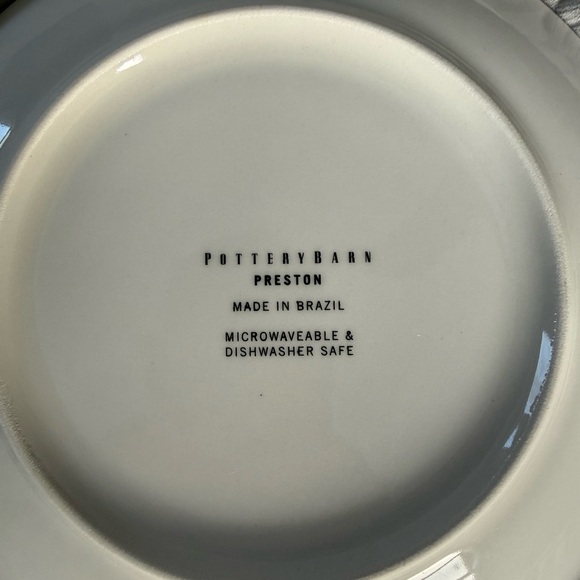 POTTERYBARN
PRESTON
MADE IN BRAZIL
MICROWAVEABLE &
DISHWASHER SAFE